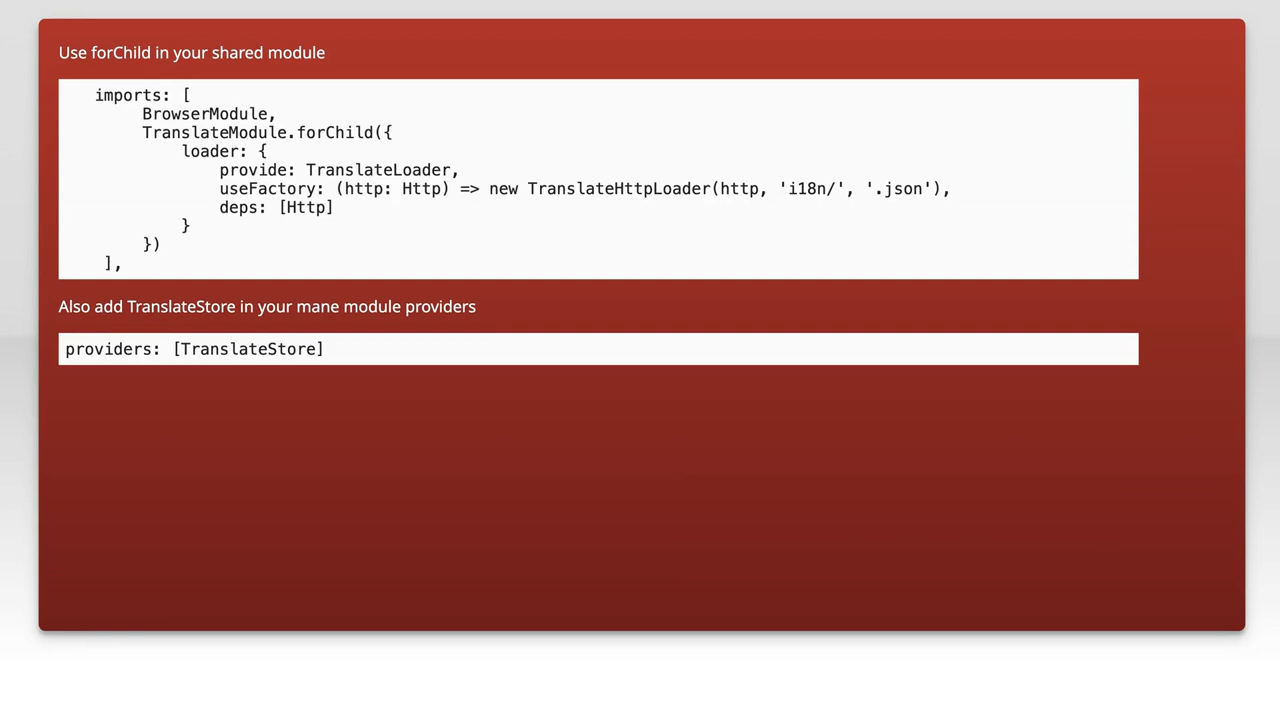 Use forChild in your shared module
imports: [
BrowserModule,
TranslateModule.forChild({
loader: {
provide: TranslateLoader,
useFactory: (http: Http) => new TranslateHttpLoader(http, 'i18n/', '.json'),
deps: [Http]
}
})
],
Also add TranslateStore in your mane module providers
providers: [TranslateStore]